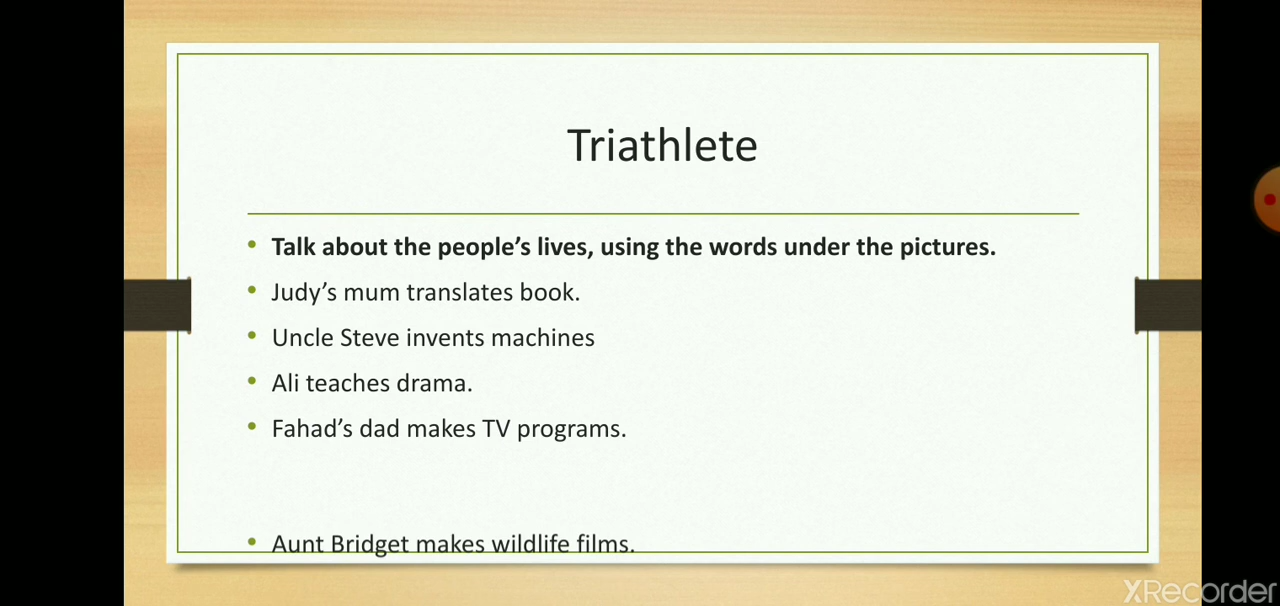 Triathlete
Talk about the people’s lives, using the words under the pictures.
Judy’s mum translates book.
Uncle Steve invents machines
Ali teaches drama.
Fahad’s dad makes TV programs.
Aunt Bridget makes wildlife films.
XRecorder